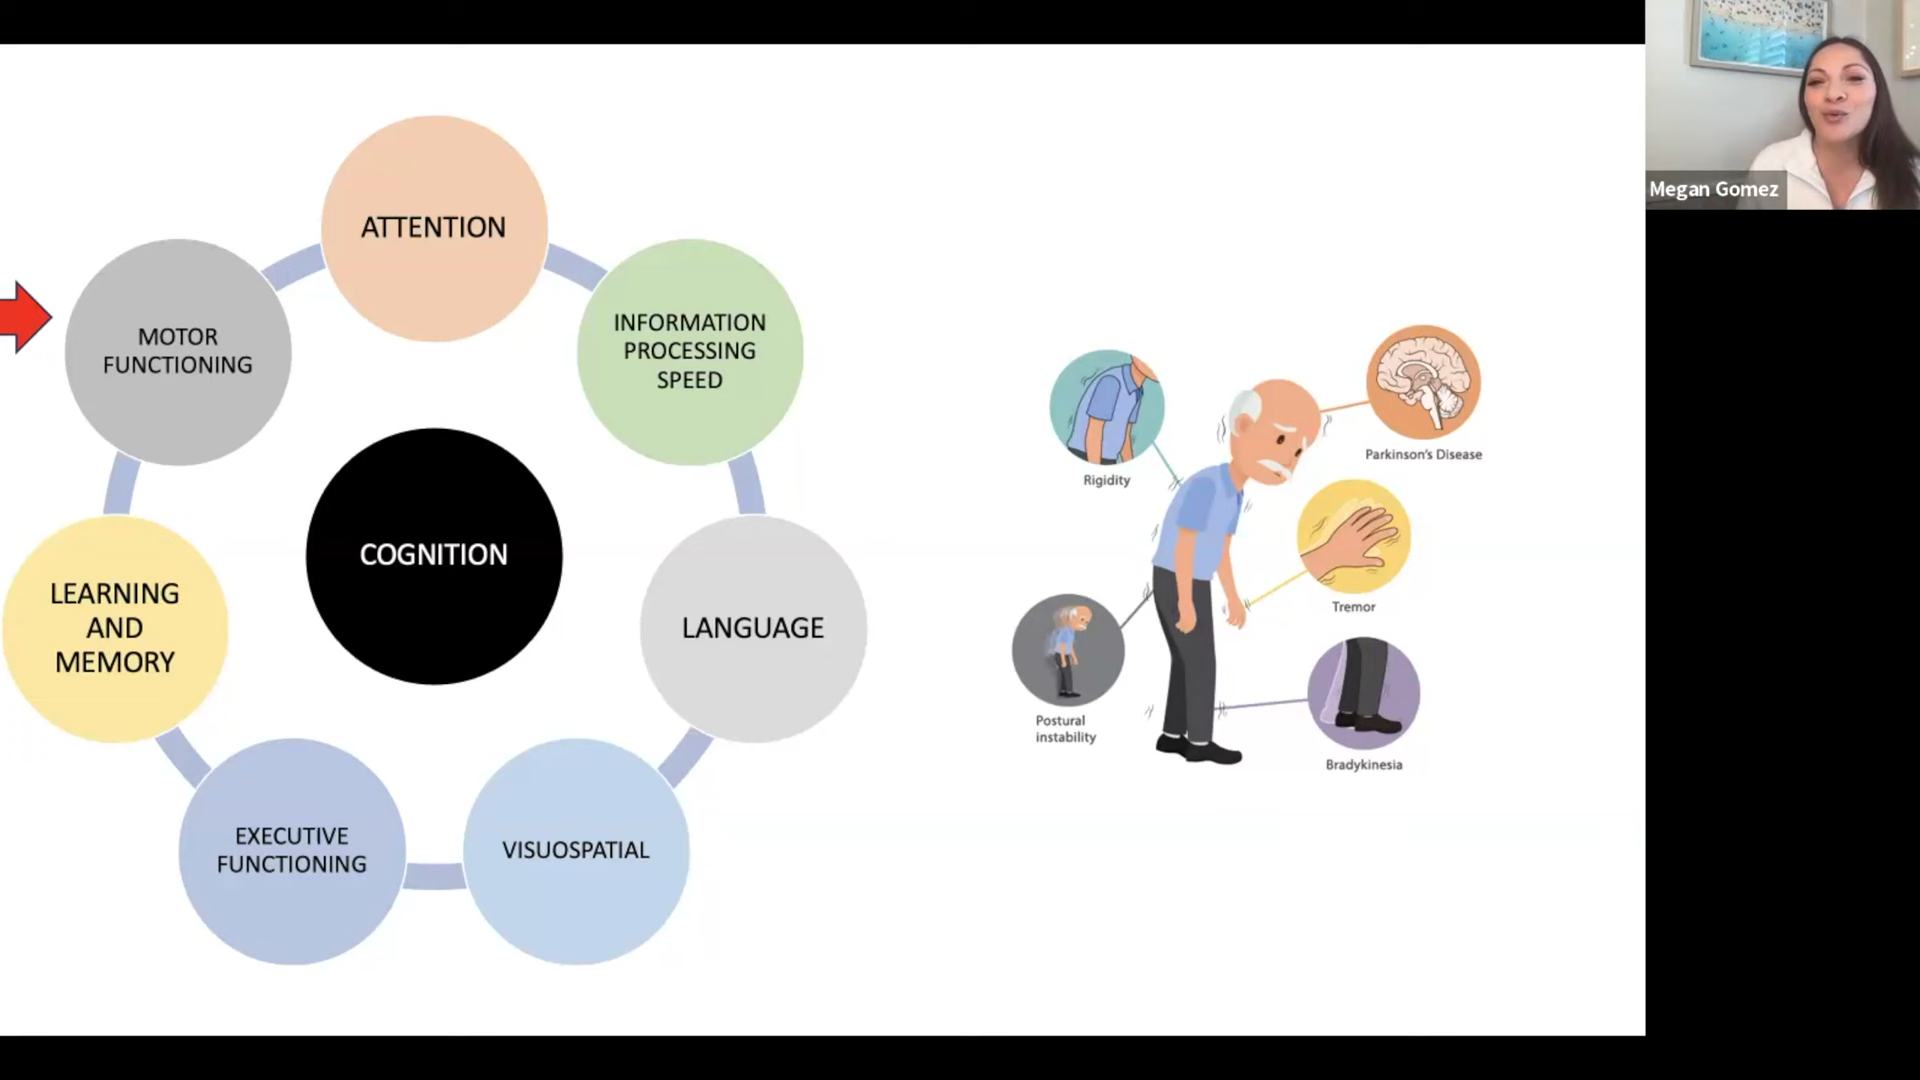 ATTENTION
INFORMATION
PROCESSING
SPEED
MOTOR
FUNCTIONING
COGNITION
LEARNING
AND
MEMORY
LANGUAGE
EXECUTIVE
FUNCTIONING
VISUOSPATIAL
Rigidity
Parkinson's Disease
Tremor
Postural
instability
Bradykinesia
Megan Gomez